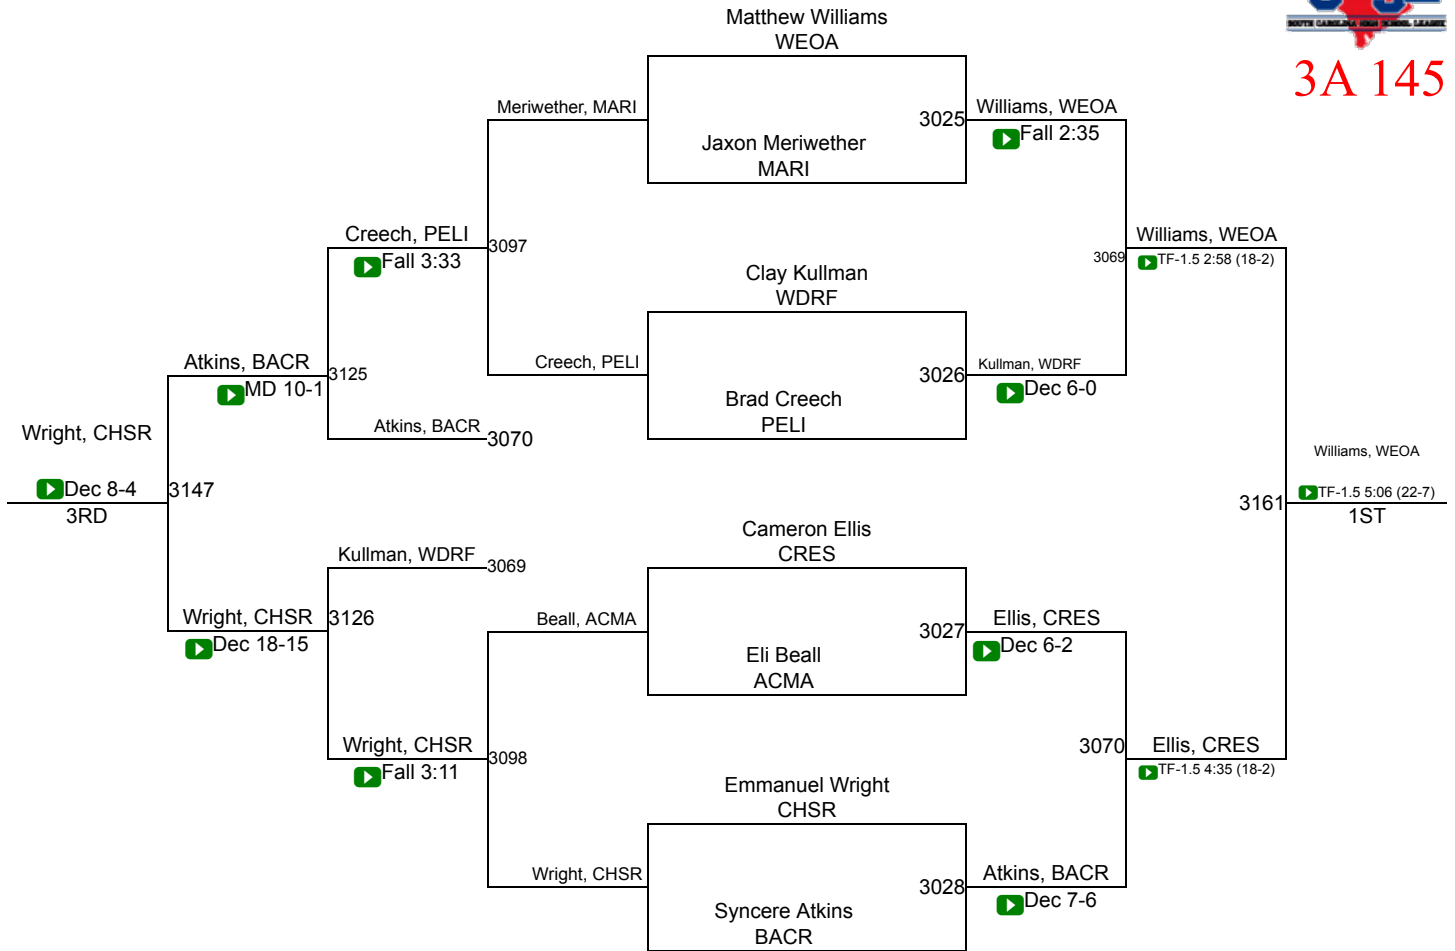 SOUTH CAROLINA HIGH SCHOOL LEAGUE
3A 145
Matthew Williams
WEOA
Meriwether, MARI
3025
Williams, WEOA
Fall 2:35
Jaxon Meriwether
MARI
Creech, PELI
3097
Fall 3:33
Williams, WEOA
3069
TF-1.5 2:58 (18-2)
Clay Kullman
WDRF
Creech, PELI
3026
Kullman, WDRF
Dec 6-0
Brad Creech
PELI
Atkins, BACR
3125
MD 10-1
Atkins, BACR
3070
Wright, CHSR
Dec 8-4
3147
3RD
Williams, WEOA
3161
TF-1.5 5:06 (22-7)
1ST
Cameron Ellis
CRES
Kullman, WDRF
3069
Wright, CHSR
3126
Dec 18-15
Beall, ACMA
3027
Ellis, CRES
Dec 6-2
Eli Beall
ACMA
Wright, CHSR
3098
Fall 3:11
3070
Ellis, CRES
TF-1.5 4:35 (18-2)
Emmanuel Wright
CHSR
Wright, CHSR
3028
Atkins, BACR
Dec 7-6
Syncere Atkins
BACR